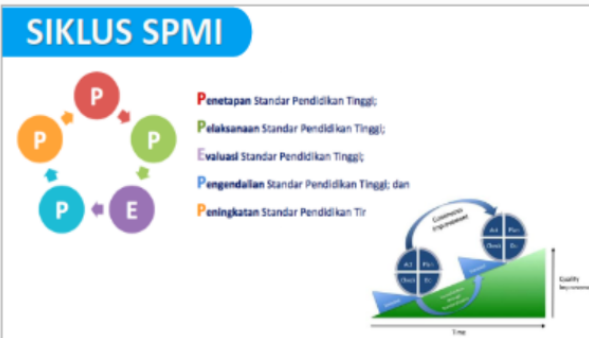 SIKLUS SPMI
P
P
P
P
E
Penetapan Standar Pendidikan Tinggi;
Pelaksanaan Standar Pendidikan Tinggi;
Evaluasi Standar Pendidikan Tinggi;
Pengendalian Standar Pendidikan Tinggi; dan
Peningkatan Standar Pendidikan Tir
Continuous
Improvement
Act Plan
Check Do
Act Plan
Check Do
Quality
Improvement
Time